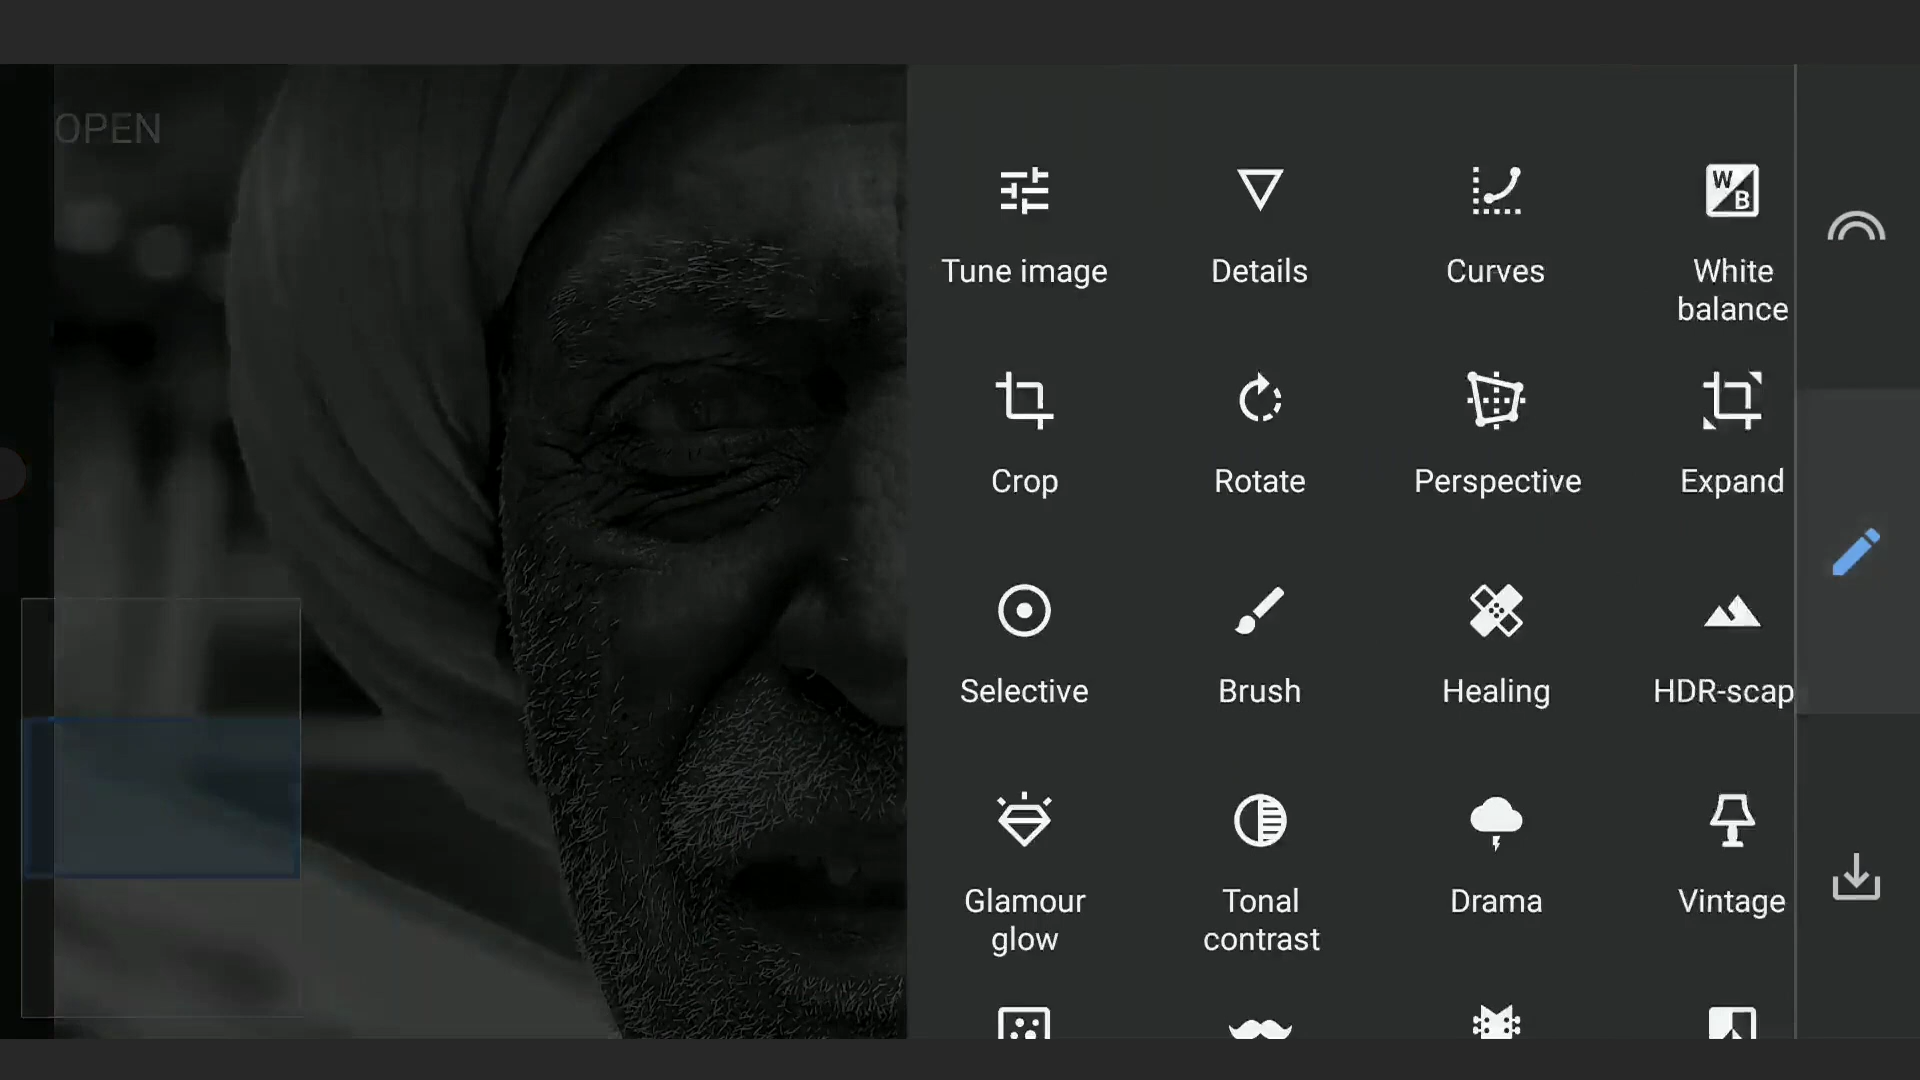 OPEN
Tune image
Details
Curves
W
B
White
balance
Crop
Rotate
Perspective
Expand
Selective
Brush
Healing
HDR-scap
Glamour
glow
Tonal
contrast
Drama
Vintage